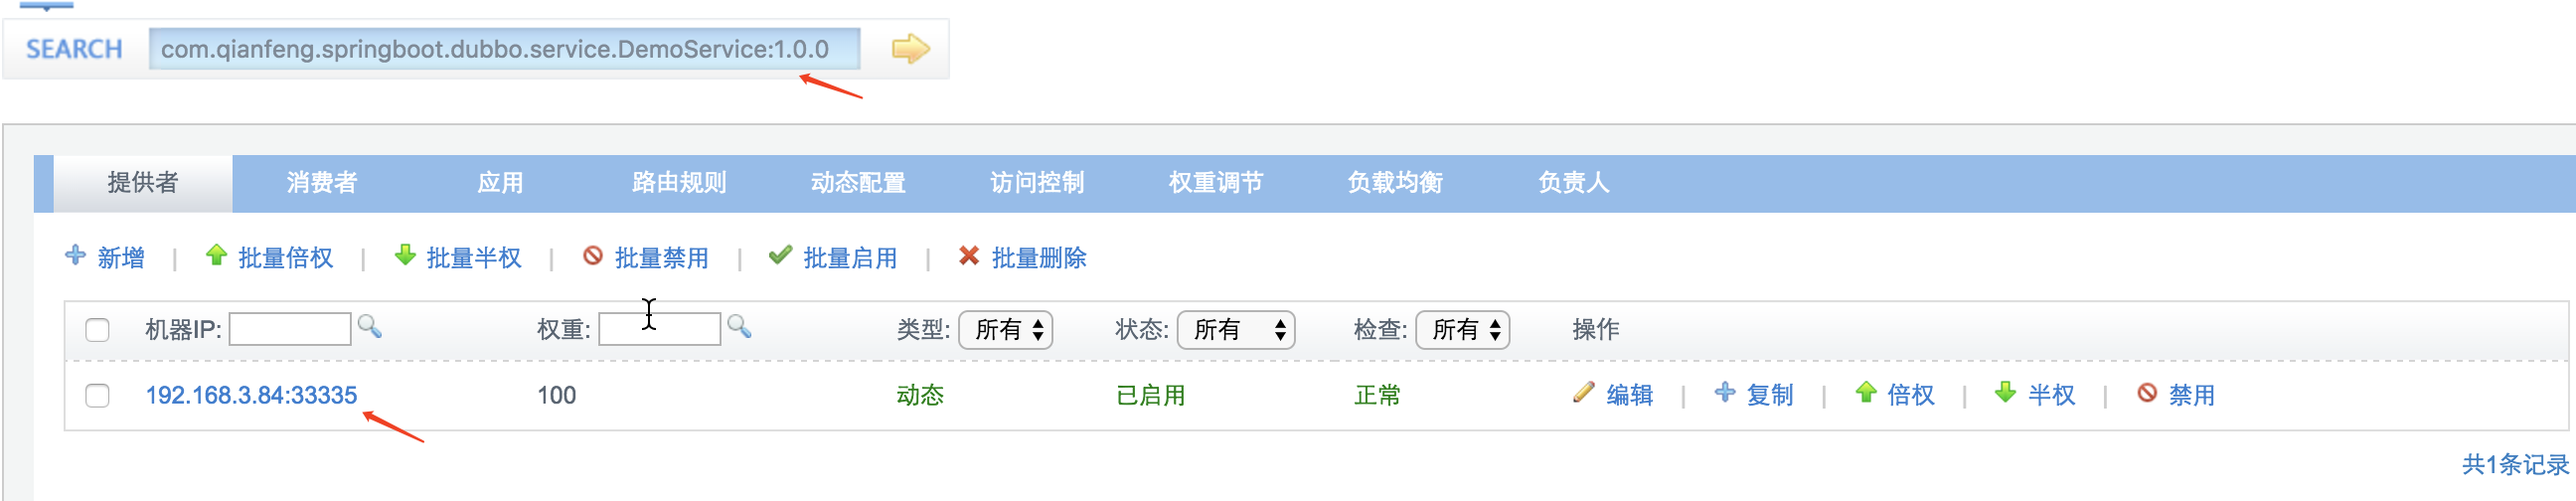 SEARCH com.qianfeng.springboot.dubbo.service.DemoService:1.0.0
提供者 消费者 应用 路由规则 动态配置 访问控制 权重调节 负载均衡 负责人
新增 | 批量倍权 | 批量半权 | 批量禁用 | 批量启用 | 批量删除
机器IP: 权重: 类型: 所有 状态: 所有 检查: 所有 操作
192.168.3.84:33335 100 动态 已启用 正常 编辑 | 复制 | 倍权 | 半权 | 禁用
共1条记录